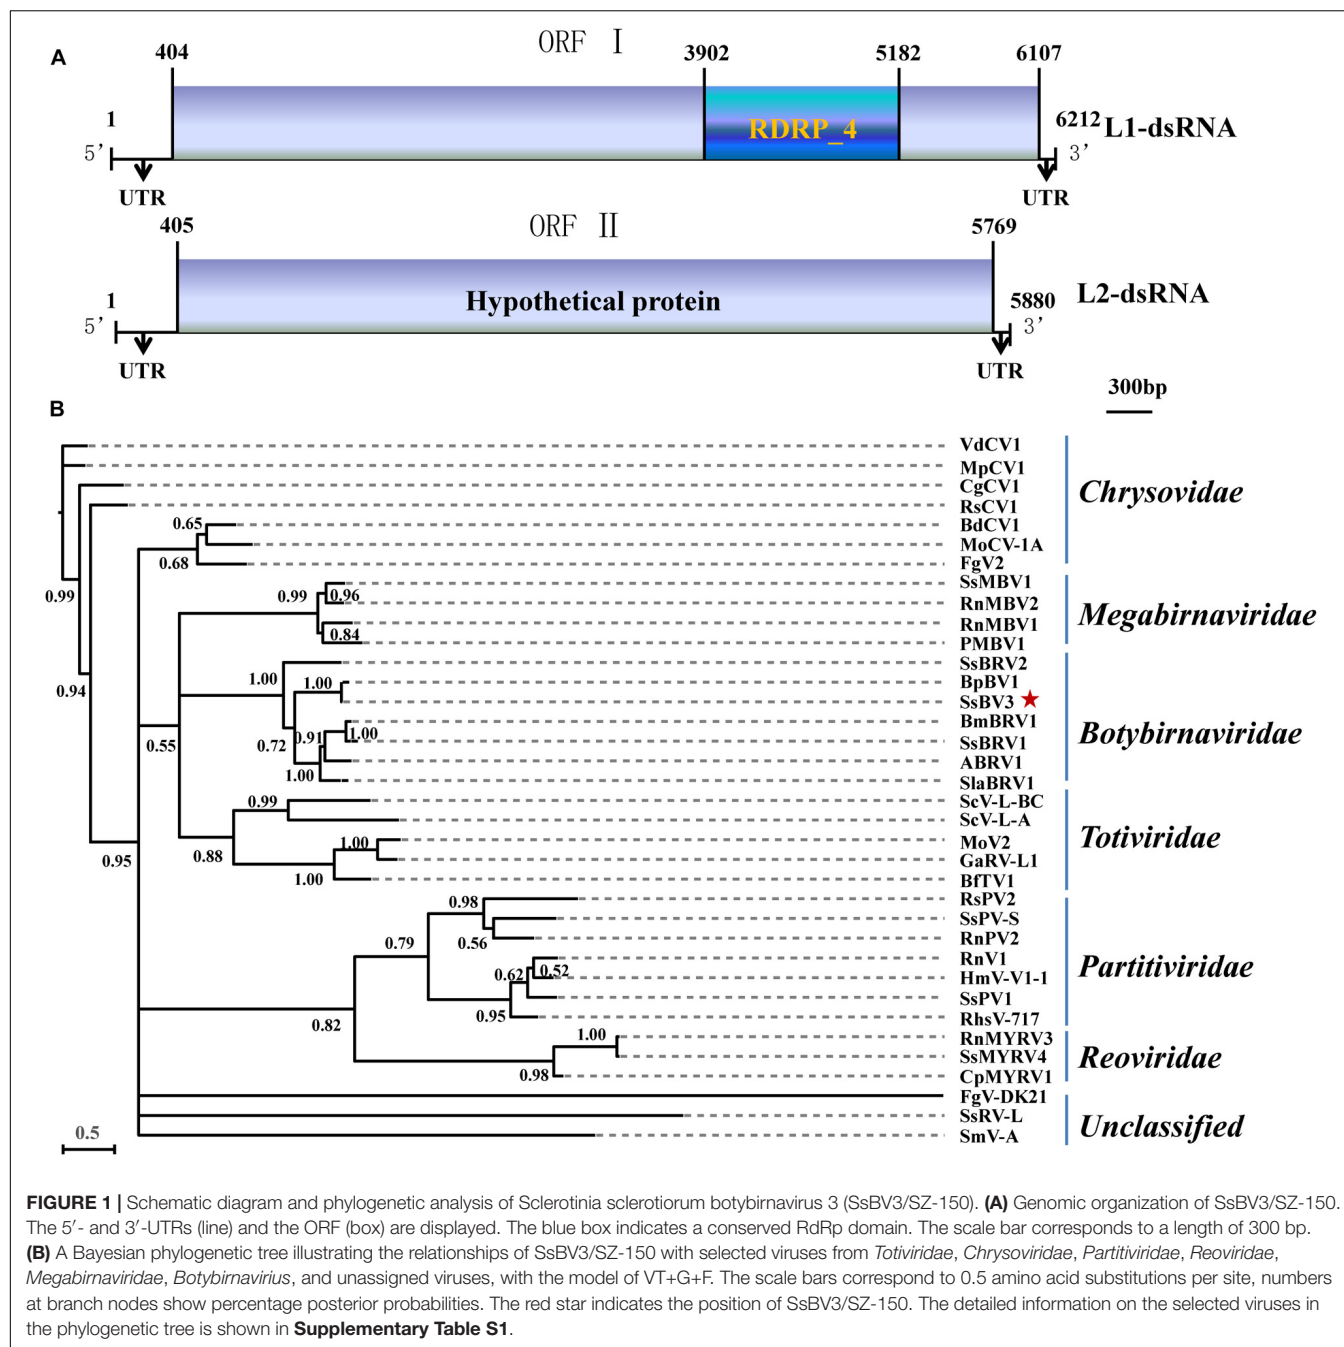 A
ORF Ⅰ
404
3902
5182
6107
1
6212
L1-dsRNA
RDRP_4
5'
3'
UTR
UTR
ORF Ⅱ
405
5769
1
5880
L2-dsRNA
Hypothetical protein
5'
3'
UTR
UTR
300bp
B
VdCV1
MpCV1
CgCV1
Chrysovidae
RsCV1
0.65
BdCV1
MoCV-1A
0.68
FgV2
SsMBV1
0.99
0.99
0.96
RnMBV2
Megabirnaviridae
RnMBV1
0.84
PMBV1
SsBRV2
1.00
1.00
BpBV1
0.94
SsBV3
BmBRV1
Botybirnaviridae
0.91
1.00
0.55
0.72
SsBRV1
ABRV1
1.00
SlaBRV1
0.99
ScV-L-BC
ScV-L-A
Totiviridae
1.00
MoV2
0.95
0.88
GaRV-L1
1.00
BfTV1
0.98
RsPV2
SsPV-S
0.79
0.56
RnPV2
RnV1
Partitiviridae
0.62
0.52
HmV-V1-1
SsPV1
0.82
0.95
RhsV-717
1.00
RnMYRV3
SsMYRV4
Reoviridae
0.98
CpMYRV1
FgV-DK21
SsRV-L
Unclassified
0.5
SmV-A
FIGURE 1 | Schematic diagram and phylogenetic analysis of Sclerotinia sclerotiorum botybirnavirus 3 (SsBV3/SZ-150). (A) Genomic organization of SsBV3/SZ-150.
The 5′- and 3′-UTRs (line) and the ORF (box) are displayed. The blue box indicates a conserved RdRp domain. The scale bar corresponds to a length of 300 bp.
(B) A Bayesian phylogenetic tree illustrating the relationships of SsBV3/SZ-150 with selected viruses from Totiviridae, Chrysoviridae, Partitiviridae, Reoviridae,
Megabirnaviridae, Botybirnavirius, and unassigned viruses, with the model of VT+G+F. The scale bars correspond to 0.5 amino acid substitutions per site, numbers
at branch nodes show percentage posterior probabilities. The red star indicates the position of SsBV3/SZ-150. The detailed information on the selected viruses in
the phylogenetic tree is shown in Supplementary Table S1.